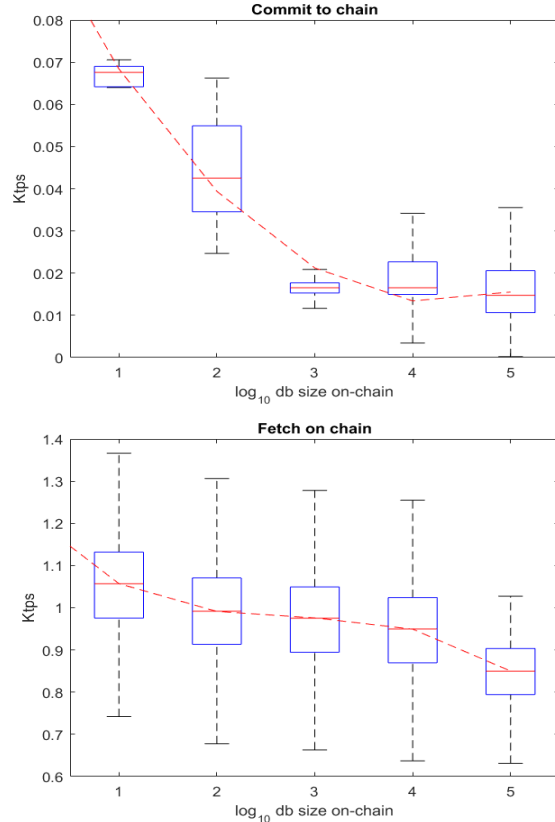 Commit to chain
Ktps
0.08
0.07
0.06
0.05
0.04
0.03
0.02
0.01
0
1 2 3 4 5
log10 db size on-chain
Fetch on chain
Ktps
1.4
1.3
1.2
1.1
1
0.9
0.8
0.7
0.6
1 2 3 4 5
log10 db size on-chain